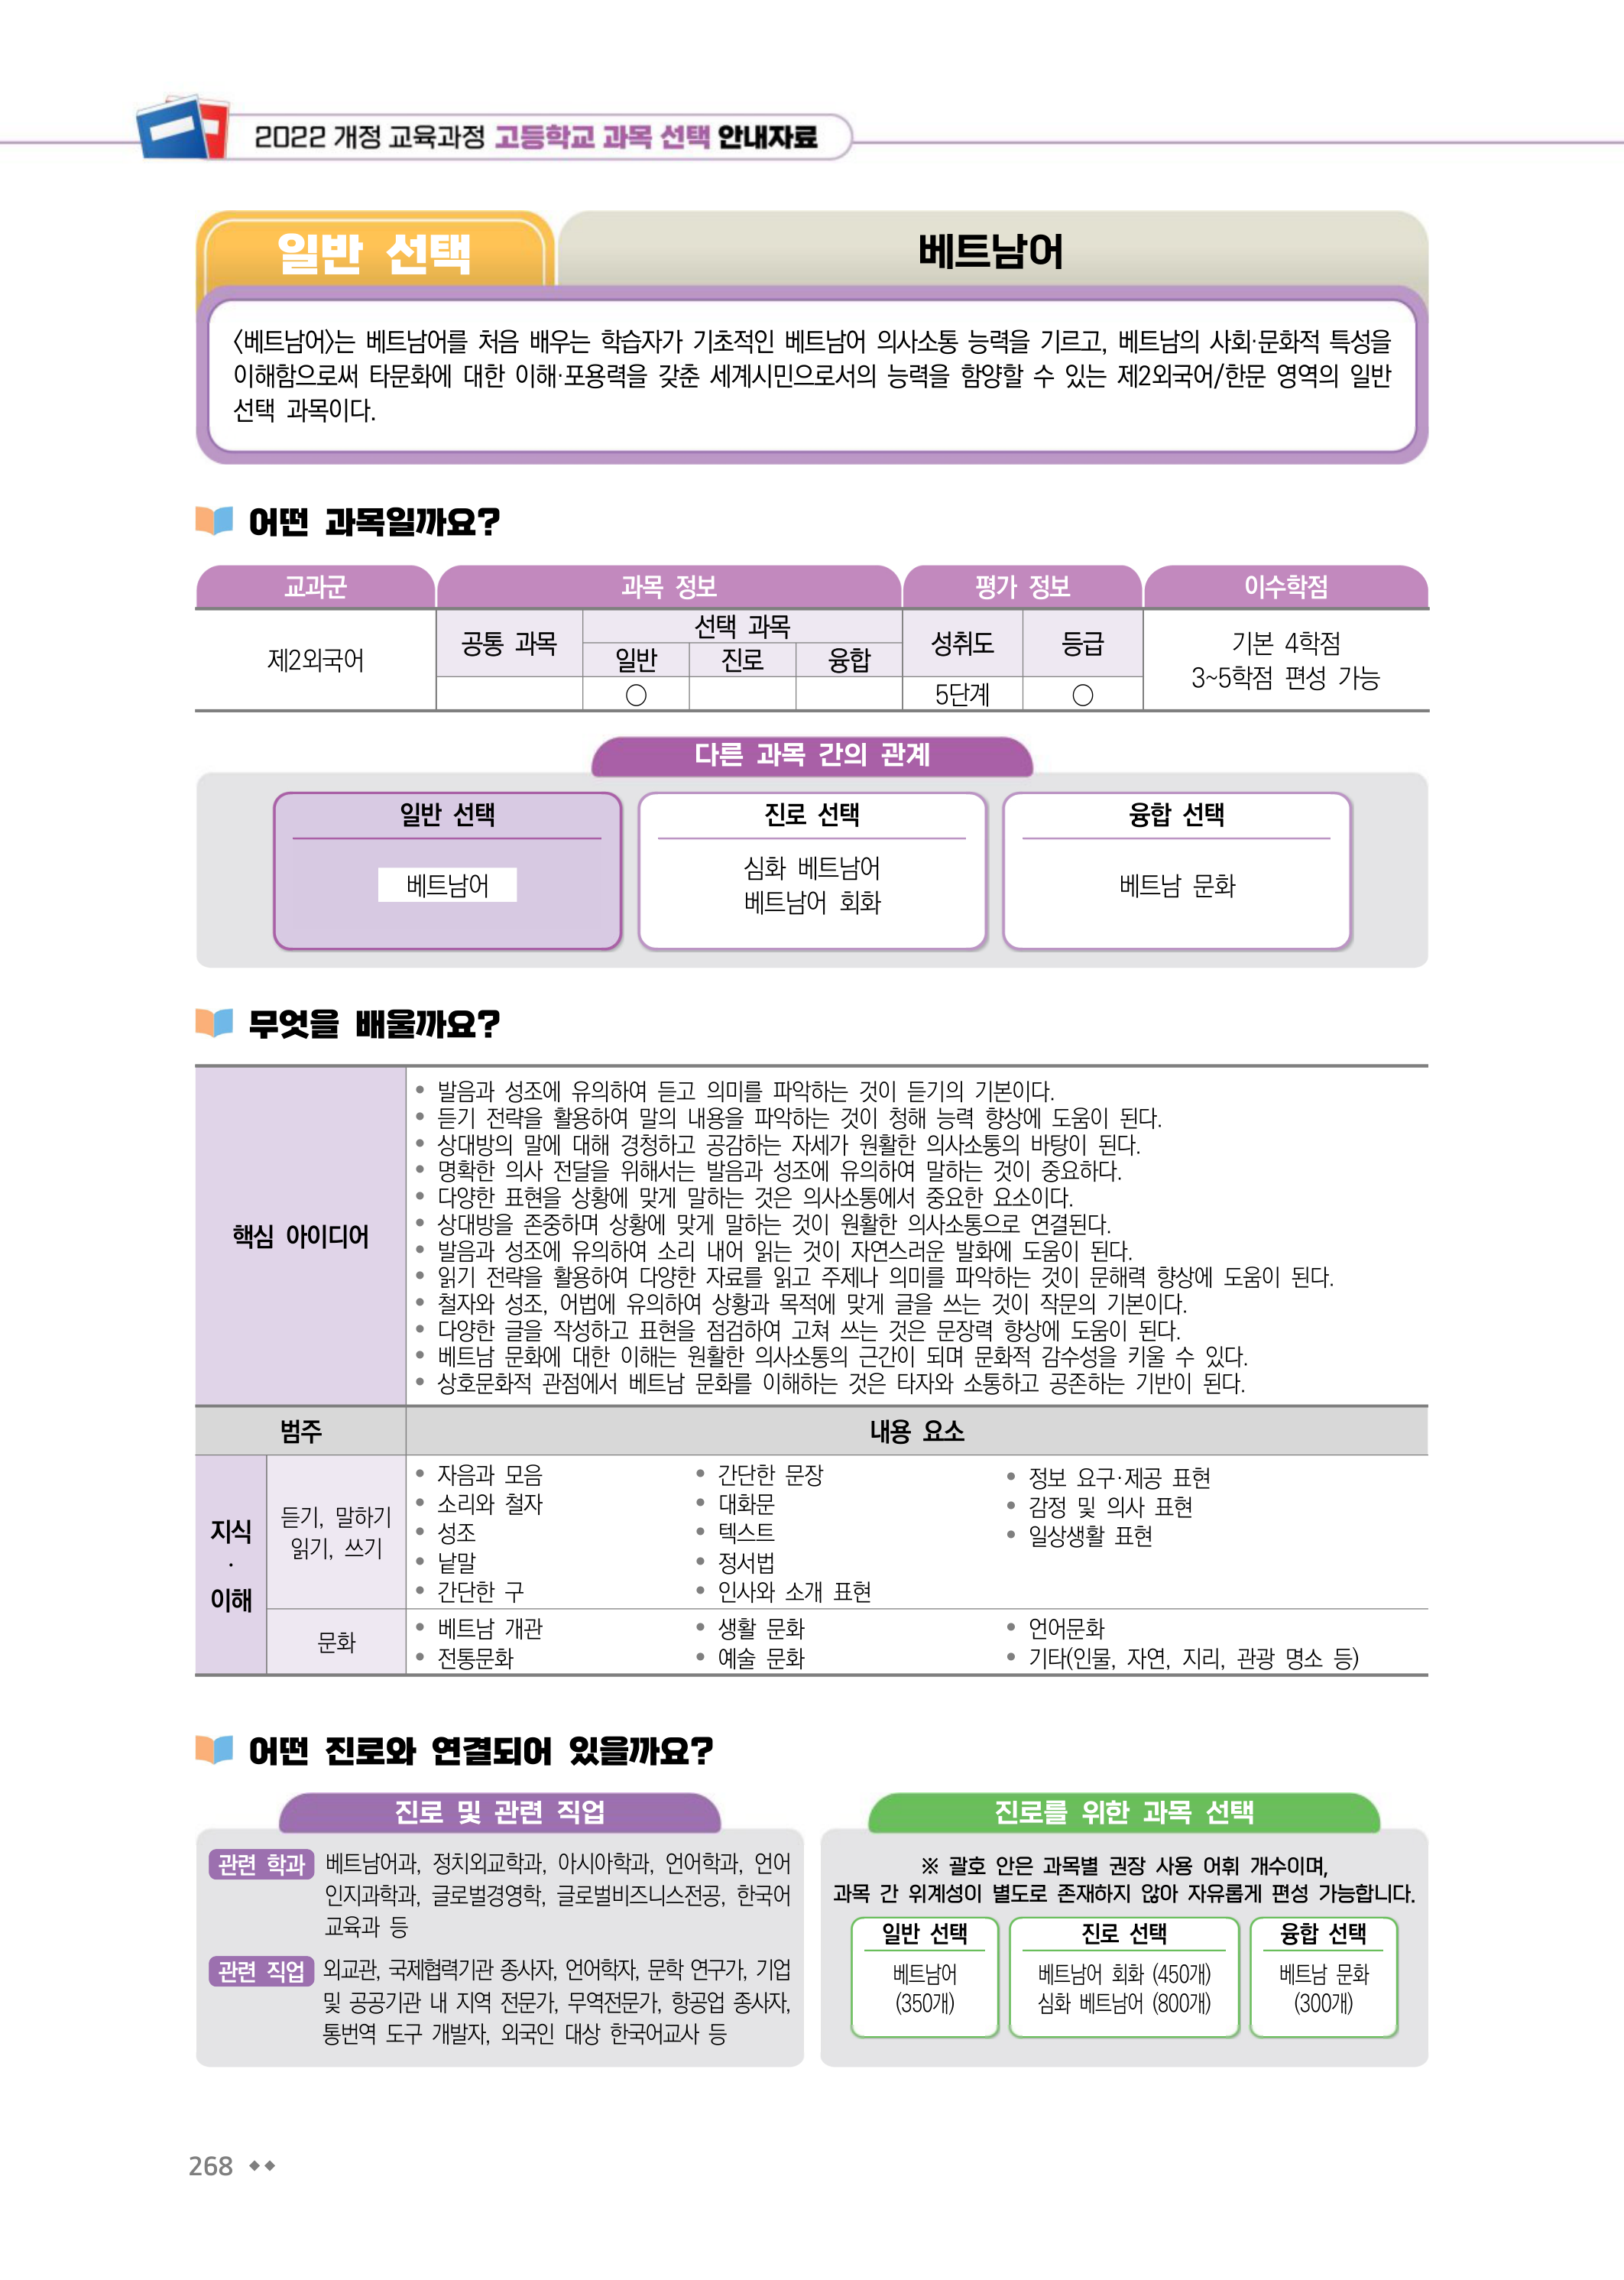 2022 개정 교육과정 고등학교 과목 선택 안내자료
일반 선택
베트남어
〈베트남어〉는 베트남어를 처음 배우는 학습자가 기초적인 베트남어 의사소통 능력을 기르고, 베트남의 사회·문화적 특성을
이해함으로써 타문화에 대한 이해·포용력을 갖춘 세계시민으로서의 능력을 함양할 수 있는 제2외국어/한문 영역의 일반
선택 과목이다.
어떤 과목일까요?
교과군 과목 정보 평가 정보 이수학점
제2외국어
공통 과목
선택 과목
일반 진로 융합
○
성취도 등급
5단계 ○
기본 4학점
3~5학점 편성 가능
다른 과목 간의 관계
일반 선택
베트남어
진로 선택
심화 베트남어
베트남어 회화
융합 선택
베트남 문화
무엇을 배울까요?
핵심 아이디어
• 발음과 성조에 유의하여 듣고 의미를 파악하는 것이 듣기의 기본이다.
• 듣기 전략을 활용하여 말의 내용을 파악하는 것이 청해 능력 향상에 도움이 된다.
• 상대방의 말에 대해 경청하고 공감하는 자세가 원활한 의사소통의 바탕이 된다.
• 명확한 의사 전달을 위해서는 발음과 성조에 유의하여 말하는 것이 중요하다.
• 다양한 표현을 상황에 맞게 말하는 것은 의사소통에서 중요한 요소이다.
• 상대방을 존중하며 상황에 맞게 말하는 것이 원활한 의사소통으로 연결된다.
• 발음과 성조에 유의하여 소리 내어 읽는 것이 자연스러운 발화에 도움이 된다.
• 읽기 전략을 활용하여 다양한 자료를 읽고 주제나 의미를 파악하는 것이 문해력 향상에 도움이 된다.
• 철자와 성조, 어법에 유의하여 상황과 목적에 맞게 글을 쓰는 것이 작문의 기본이다.
• 다양한 글을 작성하고 표현을 점검하여 고쳐 쓰는 것은 문장력 향상에 도움이 된다.
• 베트남 문화에 대한 이해는 원활한 의사소통의 근간이 되며 문화적 감수성을 키울 수 있다.
• 상호문화적 관점에서 베트남 문화를 이해하는 것은 타자와 소통하고 공존하는 기반이 된다.
범주 내용 요소
지식
·
이해
듣기, 말하기
읽기, 쓰기
• 자음과 모음
• 소리와 철자
• 성조
• 낱말
• 간단한 구
• 간단한 문장
• 대화문
• 텍스트
• 정서법
• 인사와 소개 표현
• 정보 요구·제공 표현
• 감정 및 의사 표현
• 일상생활 표현
문화
• 베트남 개관
• 전통문화
• 생활 문화
• 예술 문화
• 언어문화
• 기타(인물, 자연, 지리, 관광 명소 등)
어떤 진로와 연결되어 있을까요?
진로 및 관련 직업
관련 학과 베트남어과, 정치외교학과, 아시아학과, 언어학과, 언어
인지과학과, 글로벌경영학, 글로벌비즈니스전공, 한국어
교육과 등
관련 직업 외교관, 국제협력기관 종사자, 언어학자, 문학 연구가, 기업
및 공공기관 내 지역 전문가, 무역전문가, 항공업 종사자,
통번역 도구 개발자, 외국인 대상 한국어교사 등
진로를 위한 과목 선택
※ 괄호 안은 과목별 권장 사용 어휘 개수이며,
과목 간 위계성이 별도로 존재하지 않아 자유롭게 편성 가능합니다.
일반 선택
베트남어
(350개)
진로 선택
베트남어 회화 (450개)
심화 베트남어 (800개)
융합 선택
베트남 문화
(300개)
268